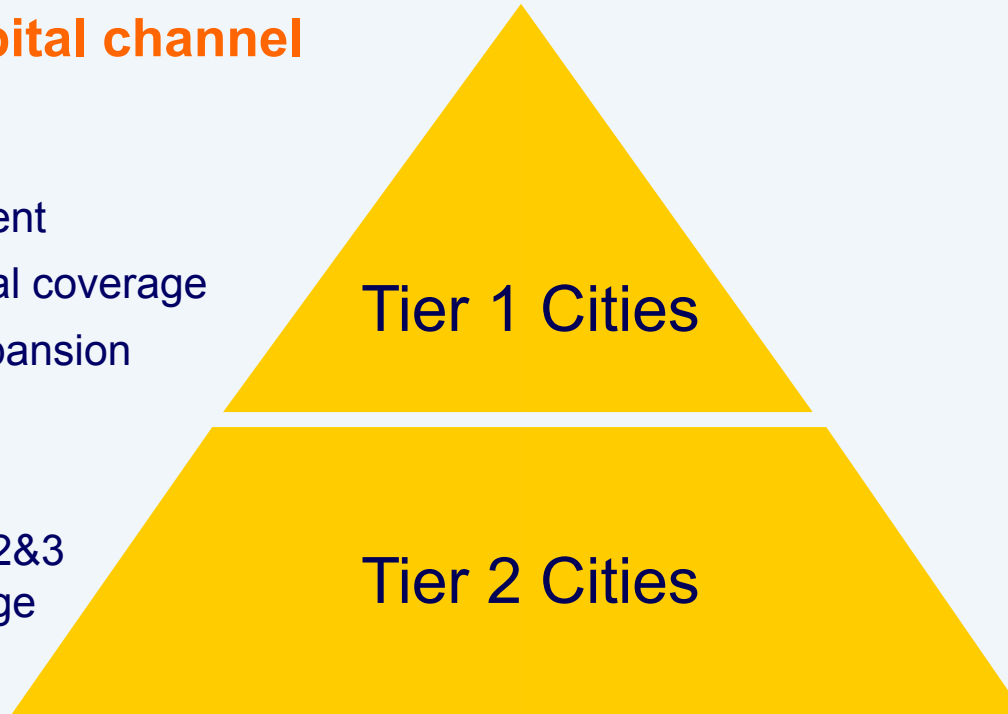 pital channel
ent
al coverage
pansion
Tier 1 Cities
2&3
ge
Tier 2 Cities